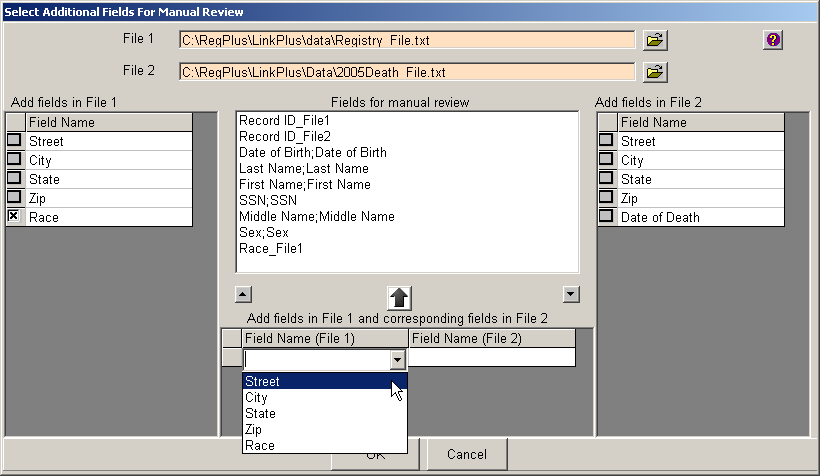 Select Additional Fields For Manual Review
File 1 C:\RegPlus\LinkPlus\data\Registry File.txt
?
File 2 C:\RegPlus\LinkPlus\Data\2005Death File.txt
Add fields in File 1
Field Name
Street
City
State
Zip
Race
Fields for manual review
Record ID_File1
Record ID_File2
Date of Birth;Date of Birth
Last Name;Last Name
First Name;First Name
SSN;SSN
Middle Name;Middle Name
Sex;Sex
Race_File1
Add fields in File 2
Field Name
Street
City
State
Zip
Date of Death
Add fields in File 1 and corresponding fields in File 2
Field Name (File 1) Field Name (File 2)
Street
City
State
Zip
Race
OK Cancel